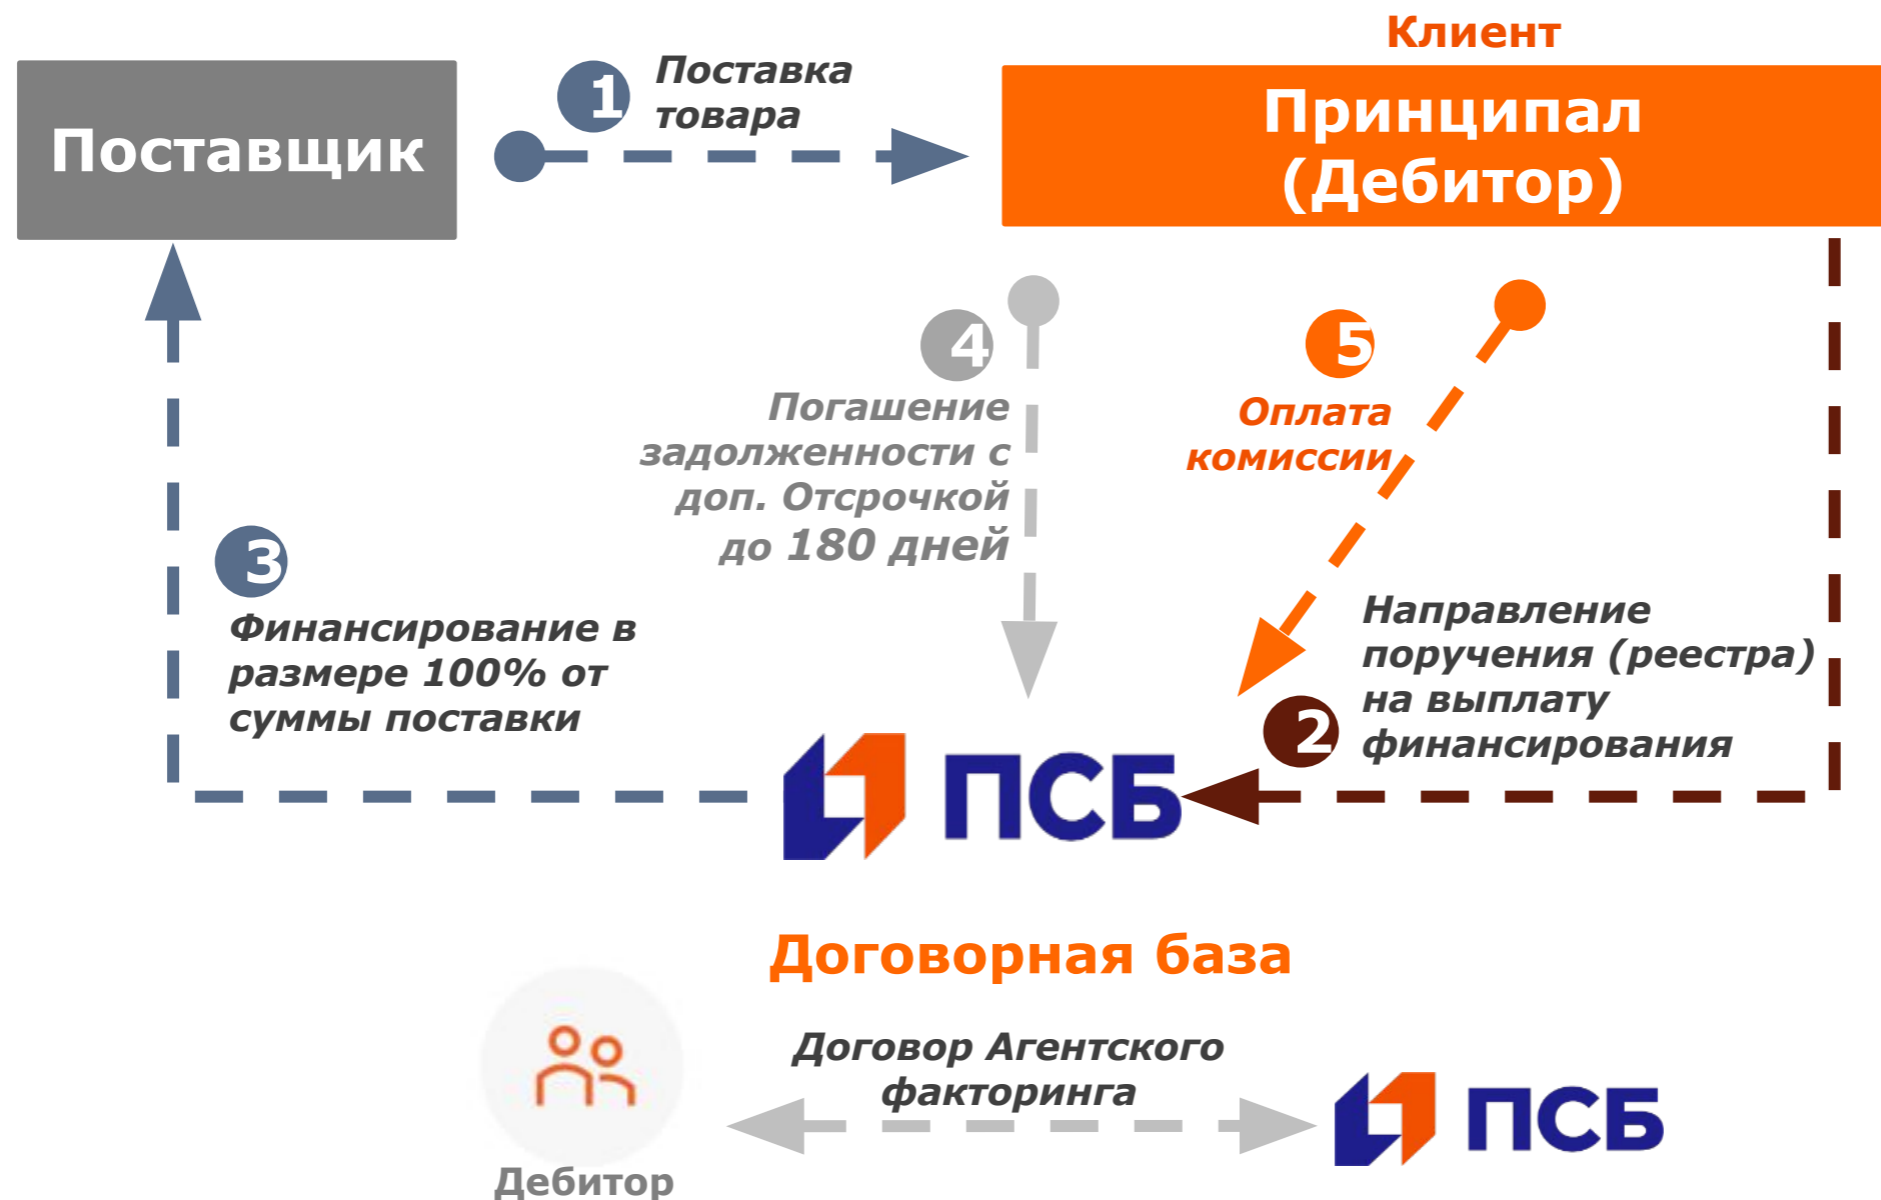 Клиент
Поставщик
1
Поставка
товара
Принципал
(Дебитор)
4
Погашение
задолженности с
доп. Отсрочкой
до 180 дней
5
Оплата
комиссии
3
Финансирование в
размере 100% от
суммы поставки
2
Направление
поручения (реестра)
на выплату
финансирования
ПСБ
Договорная база
Договор Агентского
факторинга
Дебитор
ПСБ